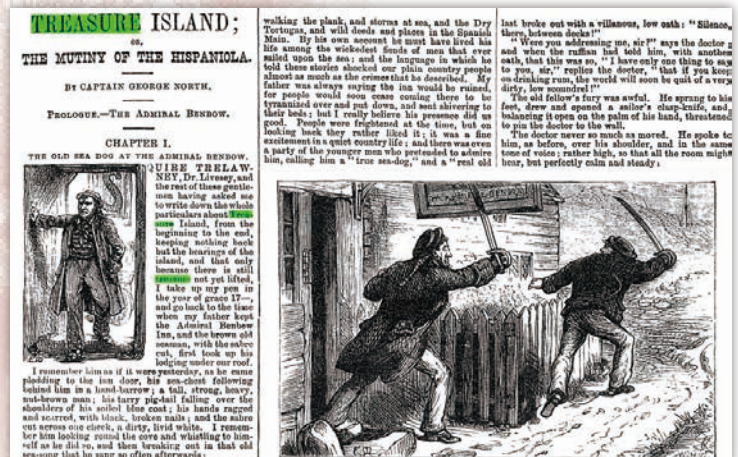 TREASURE ISLAND;
OR,
THE MUTINY OF THE HISPANIOLA.
BY CAPTAIN GEORGE NORTH.
PROLOGUE.—THE ADMIRAL BENBOW.
CHAPTER I.
THE OLD SEA DOG AT THE ADMIRAL BENBOW.
QUIRE TRELAW-
NEY, Dr. Livesey, and
the rest of these gentle-
men having asked me
to write down the whole
particulars about Trea-
sure Island, from the
beginning to the end,
keeping nothing back
but the bearings of the
island, and that only
because there is still
treasure not yet lifted,
I take up my pen in
the year of grace 17—,
and go back to the time
when my father kept
the Admiral Benbow
Inn, and the brown old
seaman, with the sabre
cut, first took up his
lodging under our roof.
I remember him as if it were yesterday, as he came
plodding to the inn door, his sea-chest following
behind him in a hand-barrow; a tall, strong, heavy,
nut-brown man; his tarry pig-tail falling over the
shoulders of his soiled blue coat; his hands ragged
and scarred, with black, broken nails; and the sabre
cut across one cheek, a dirty, livid white. I remem-
ber him looking round the cove and whistling to him-
self as he did so, and then breaking out in that old
sea-song that he sang so often afterwards:
walking the plank, and storms at sea, and the Dry
Tortugas, and wild deeds and places in the Spanish
Main. By his own account he must have lived his
life among the wickedest fiends of men that ever
sailed upon the sea; and the language in which he
told these stories shocked our plain country people
almost as much as the crimes that he described. My
father was always saying the inn would be ruined,
for people would soon cease coming there to be
tyrannized over and put down, and sent shivering to
their beds; but I really believe his presence did us
good. People were frightened at the time, but on
looking back they rather liked it; it was a fine
excitement in a quiet country life; and there was even
a party of the younger men who pretended to admire
him, calling him a "true sea-dog," and a "real old
last broke out with a villanous, low oath: "Silence,
there, between decks!"
"Were you addressing me, sir?" says the doctor;
and when the ruffian had told him, with another
oath, that this was so, "I have only one thing to say
to you, sir," replies the doctor, "that if you keep
on drinking rum, the world will soon be quit of a very
dirty, low scoundrel!"
The old fellow's fury was awful. He sprang to his
feet, drew and opened a sailor's clasp-knife, and,
balancing it open on the palm of his hand, threatened
to pin the doctor to the wall.
The doctor never so much as moved. He spoke to
him, as before, over his shoulder, and in the same
tone of voice; rather high, so that all the room might
hear, but perfectly calm and steady: